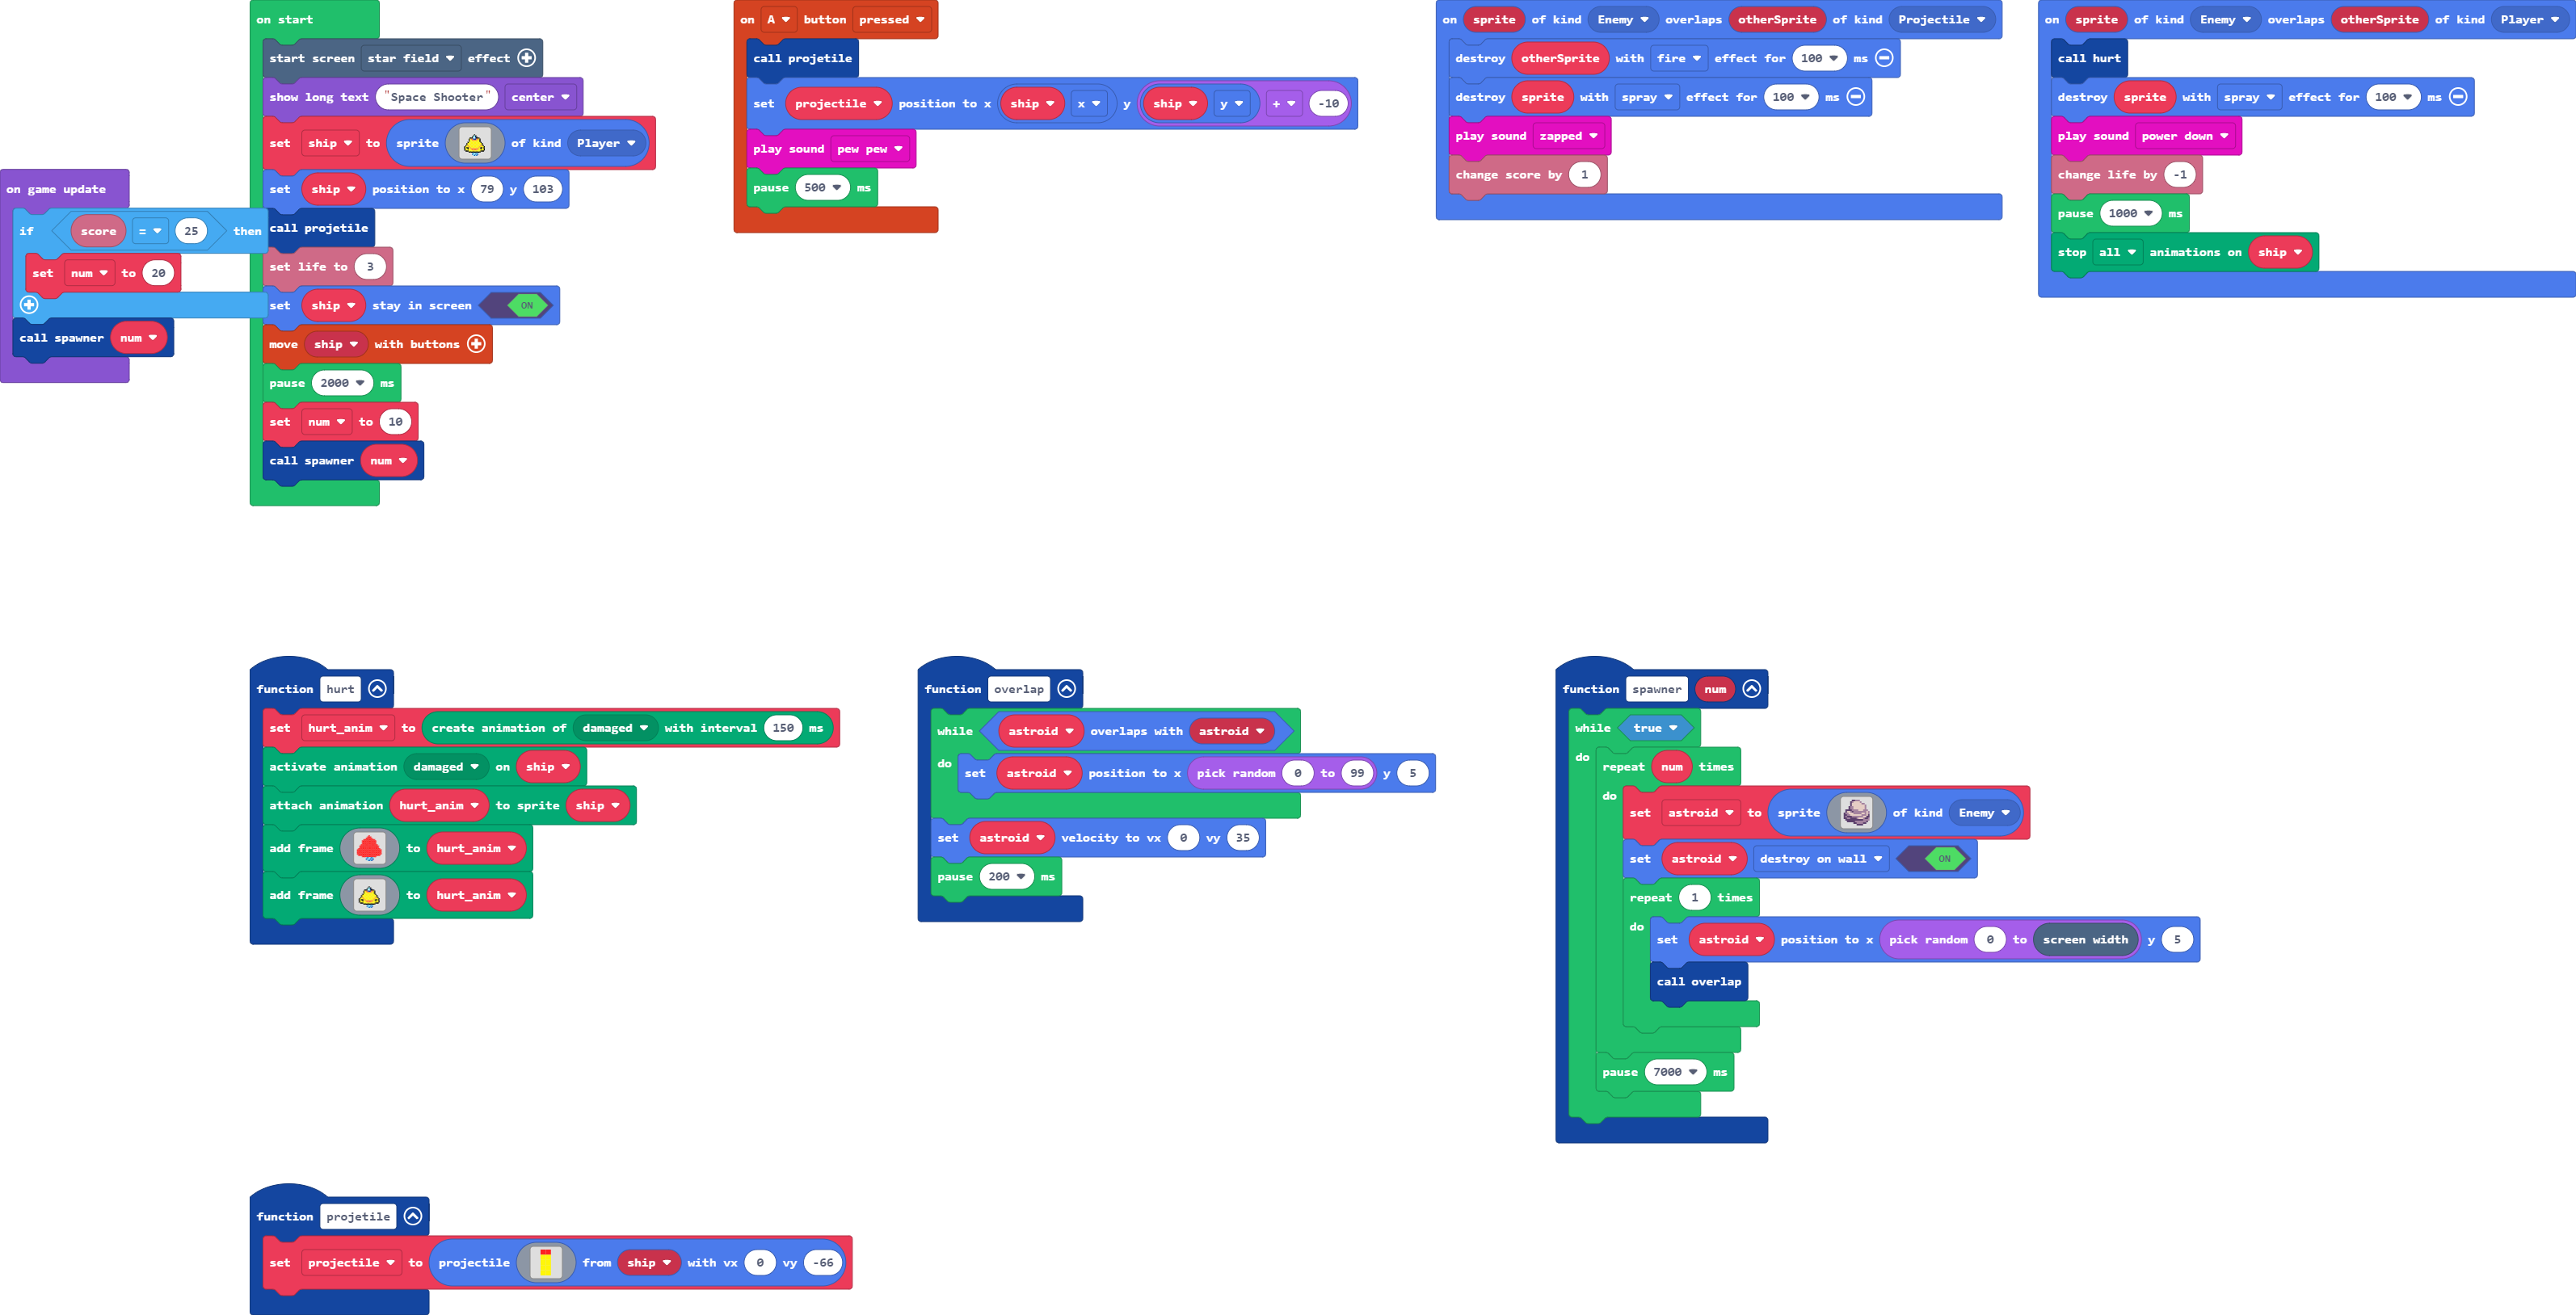 on start
start screen star field effect
show long text "Space Shooter" center
set ship to sprite of kind Player
set ship position to x 79 y 103
call projetile
set life to 3
set ship stay in screen ON
move ship with buttons
pause 2000 ms
set num to 10
call spawner num
on game update
if score = 25 then
set num to 20
call spawner num
on A button pressed
call projetile
set projectile position to x ship x y ship y + -10
play sound pew pew
pause 500 ms
on sprite of kind Enemy overlaps otherSprite of kind Projectile
destroy otherSprite with fire effect for 100 ms
destroy sprite with spray effect for 100 ms
play sound zapped
change score by 1
on sprite of kind Enemy overlaps otherSprite of kind Player
call hurt
destroy sprite with spray effect for 100 ms
play sound power down
change life by -1
pause 1000 ms
stop all animations on ship
function hurt
set hurt_anim to create animation of damaged with interval 150 ms
activate animation damaged on ship
attach animation hurt_anim to sprite ship
add frame to hurt_anim
add frame to hurt_anim
function overlap
while astroid overlaps with astroid
do set astroid position to x pick random 0 to 99 y 5
set astroid velocity to vx 0 vy 35
pause 200 ms
function spawner num
while true
do repeat num times
do set astroid to sprite of kind Enemy
set astroid destroy on wall ON
repeat 1 times
do set astroid position to x pick random 0 to screen width y 5
call overlap
pause 7000 ms
function projetile
set projectile to projectile from ship with vx 0 vy -66